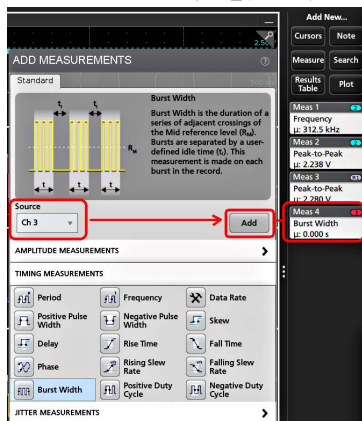 Add New...
Cursors
Note
Measure
Search
Results Table
Plot
2.50
ADD MEASUREMENTS
Standard
Burst Width
Burst Width is the duration of a
series of adjacent crossings of
the Mid reference level (RM).
Bursts are separated by a user-
defined idle time (tI). This
measurement is made on each
burst in the record.
tI
tI
RM
t
t
t
Source
Ch 3
Add
AMPLITUDE MEASUREMENTS
TIMING MEASUREMENTS
Period
Frequency
Data Rate
Positive Pulse
Width
Negative Pulse
Width
Skew
Delay
Rise Time
Fall Time
Phase
Rising Slew
Rate
Falling Slew
Rate
Burst Width
Positive Duty
Cycle
Negative Duty
Cycle
JITTER MEASUREMENTS
Meas 1
2
Frequency
μ: 312.5 kHz
Meas 2
2
Peak-to-Peak
μ: 2.238 V
Meas 3
R1
Peak-to-Peak
μ: 2.280 V
Meas 4
3
Burst Width
μ: 0.000 s